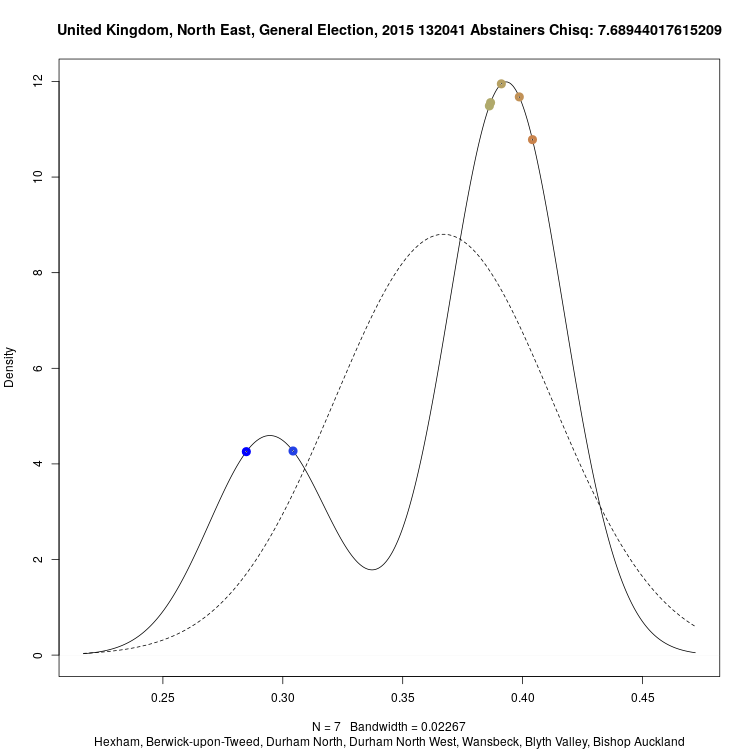 United Kingdom, North East, General Election, 2015 132041 Abstainers Chisq: 7.68944017615209
12
10
8
6
4
2
0
Density
0.25 0.30 0.35 0.40 0.45
N = 7 Bandwidth = 0.02267
Hexham, Berwick-upon-Tweed, Durham North, Durham North West, Wansbeck, Blyth Valley, Bishop Auckland